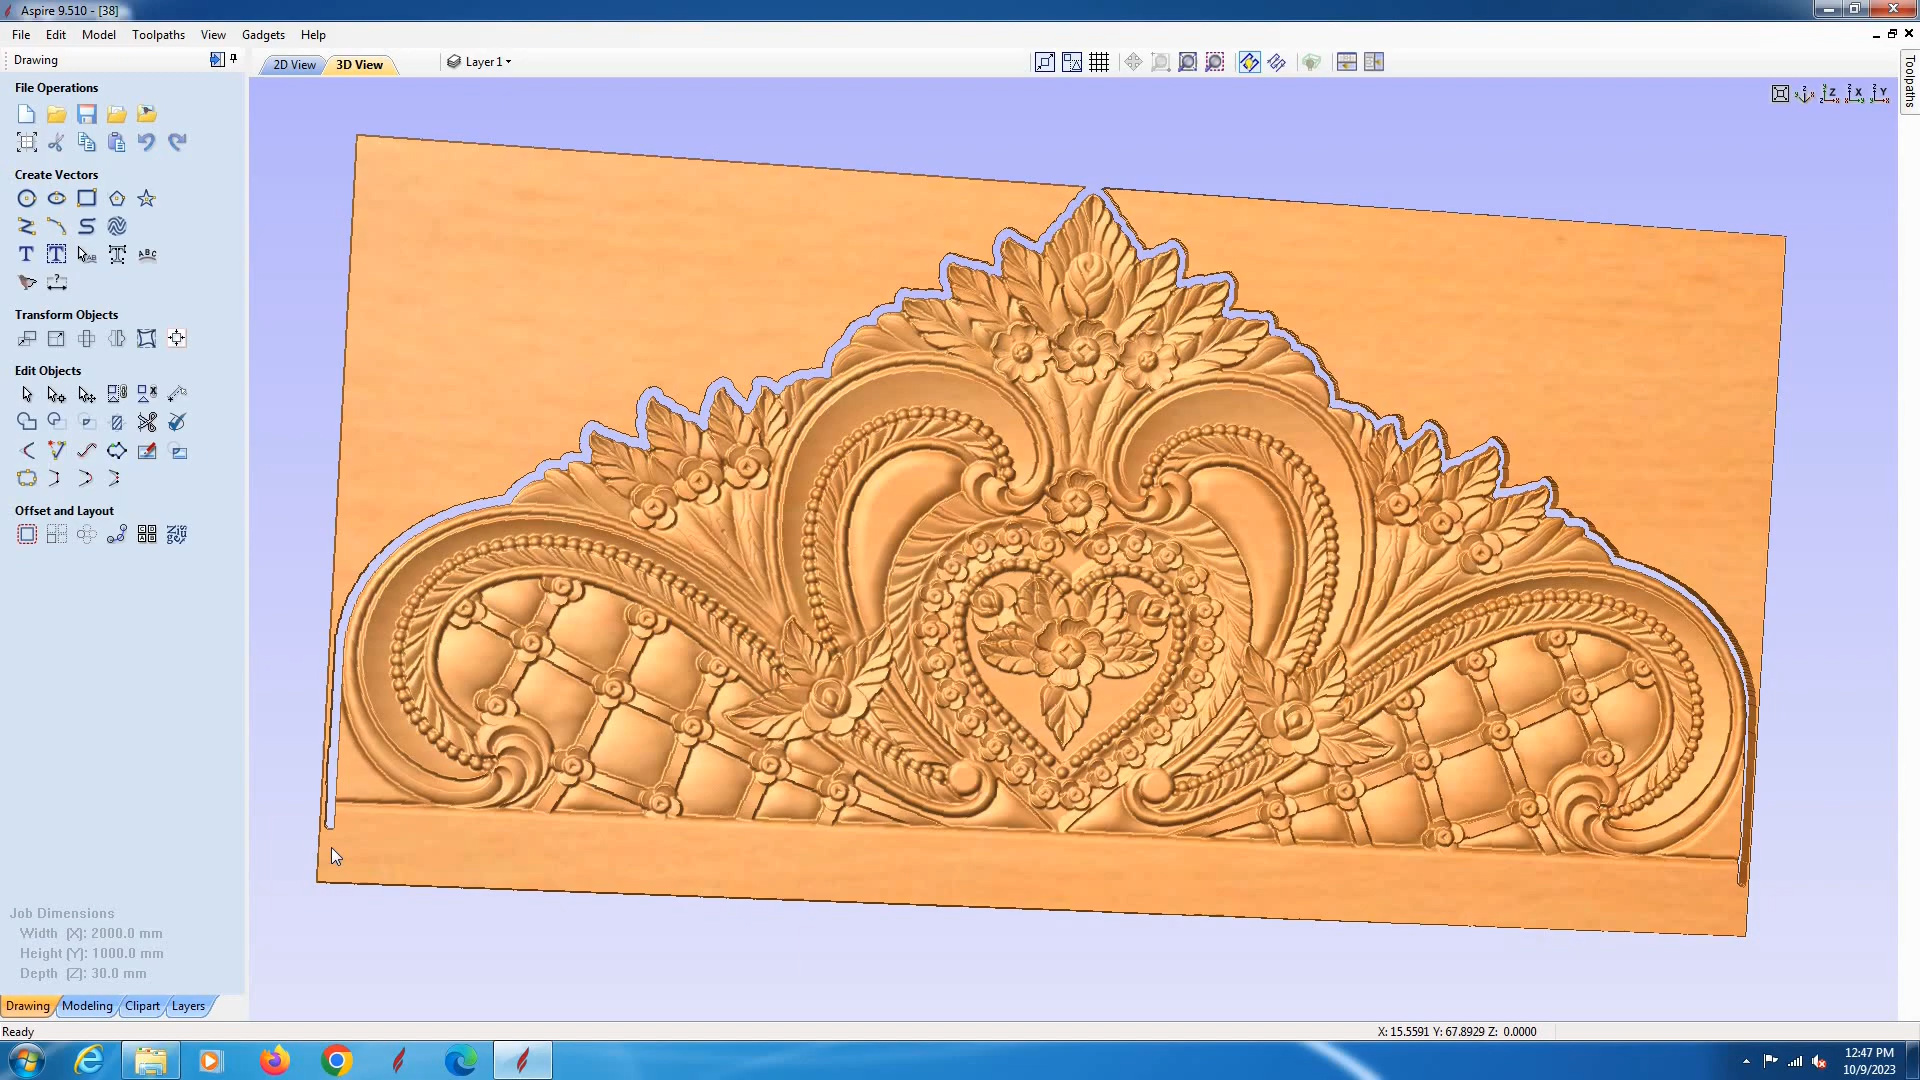 Aspire 9.510 - [38]
File Edit Model Toolpaths View Gadgets Help
Drawing
2D View 3D View Layer 1
Toolpaths
File Operations
Create Vectors
Transform Objects
Edit Objects
Offset and Layout
Job Dimensions
Width (X): 2000.0 mm
Height (Y): 1000.0 mm
Depth (Z): 30.0 mm
Drawing Modeling Clipart Layers
Ready
X: 15.5591 Y: 67.8929 Z: 0.0000
12:47 PM
10/9/2023